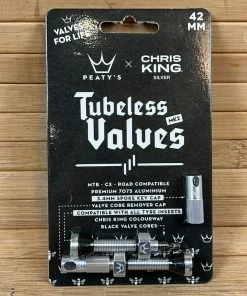 VALVES
FOR LIFE
42
MM
PEATY'S
×
CHRIS
KING
SILVER
Tubeless
MK2
Valves
MTB - CX - ROAD COMPATIBLE
PREMIUM 7075 ALUMINIUM
3.4MM SPOKE KEY CAP
VALVE CORE REMOVER CAP
COMPATIBLE WITH ALL TYRE INSERTS
CHRIS KING COLOURWAY
BLACK VALVE CORES